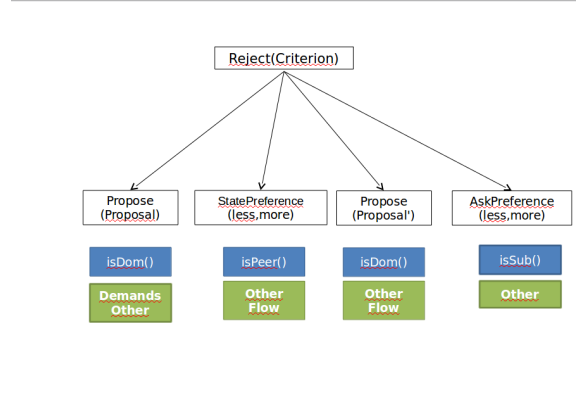 Reject(Criterion)
Propose
(Proposal)
StatePreference
(less,more)
Propose
(Proposal')
AskPreference
(less,more)
isDom()
isPeer()
isDom()
isSub()
Demands
Other
Other
Flow
Other
Flow
Other